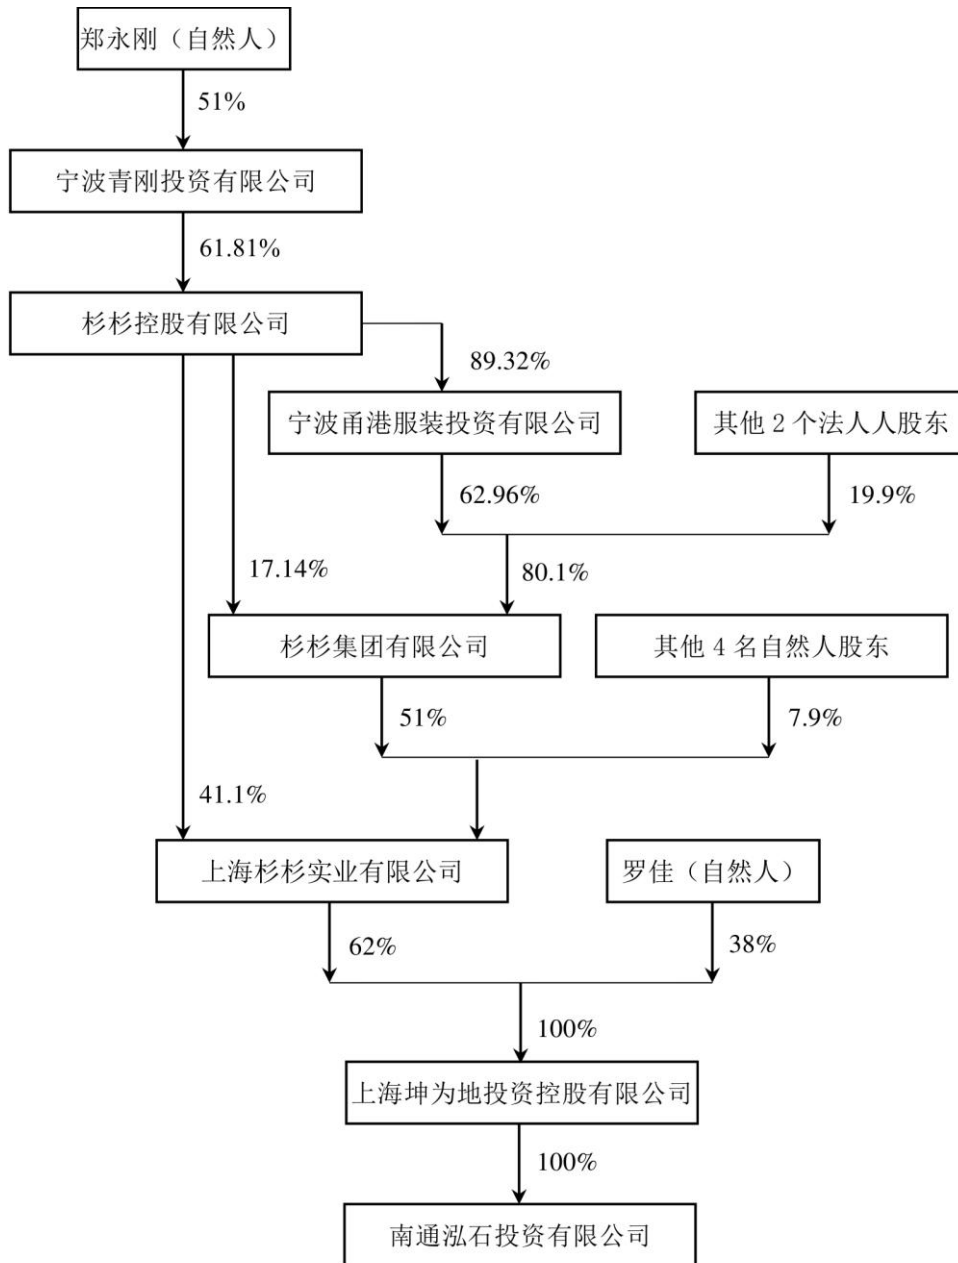 郑永刚（自然人）
51%
宁波青刚投资有限公司
61.81%
杉杉控股有限公司
89.32%
宁波甬港服装投资有限公司
其他 2 个法人人股东
62.96%
19.9%
17.14%
80.1%
杉杉集团有限公司
其他 4 名自然人股东
51%
7.9%
41.1%
上海杉杉实业有限公司
罗佳（自然人）
62%
38%
100%
上海坤为地投资控股有限公司
100%
南通泓石投资有限公司